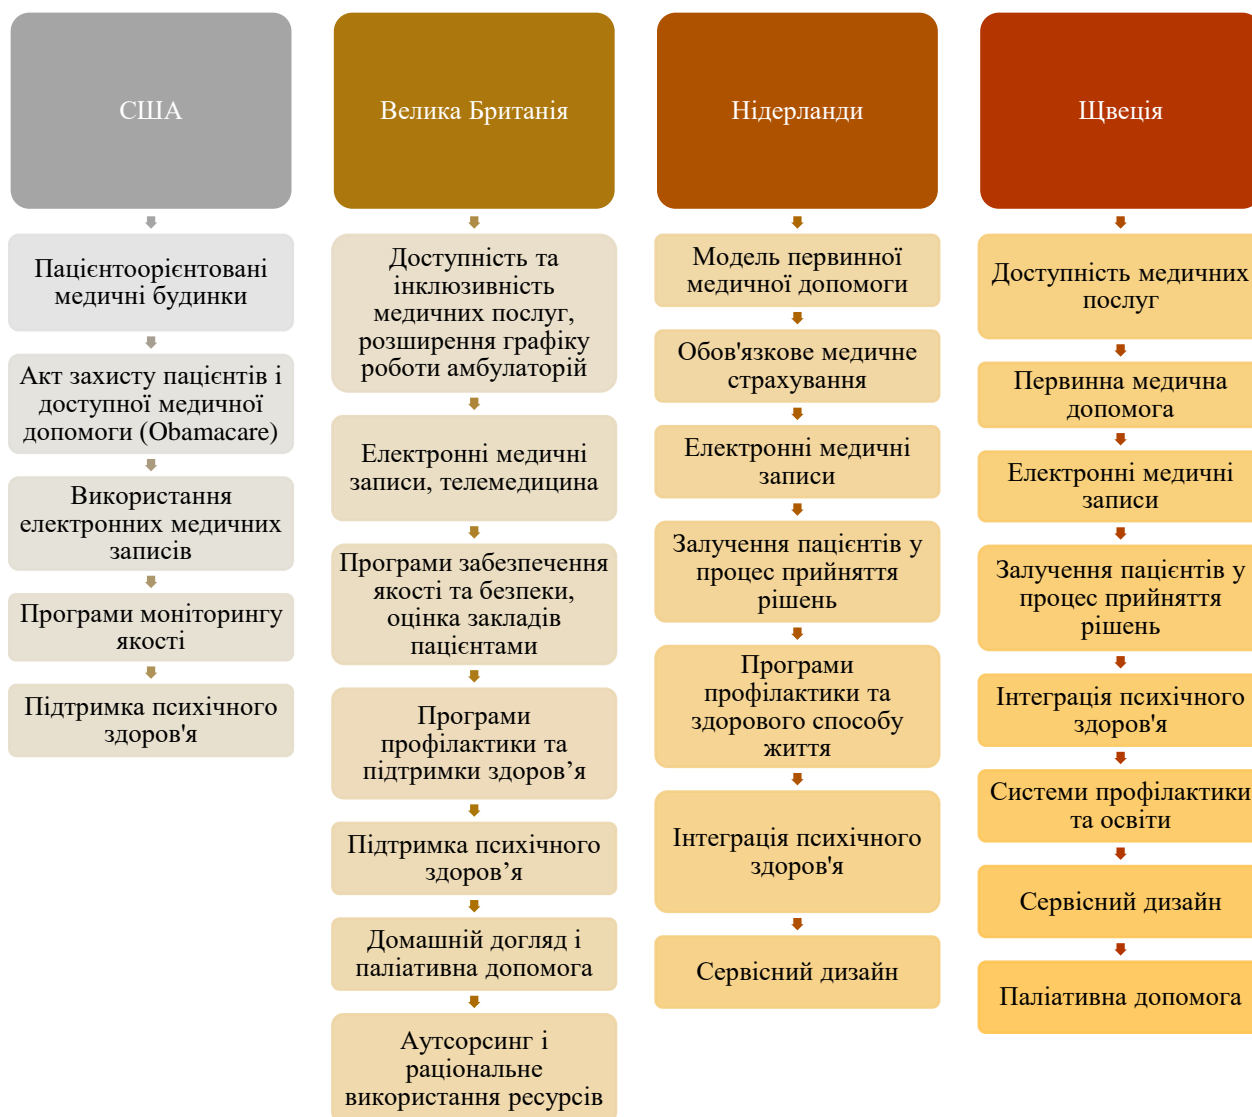 США
Пацієнтоорієнтовані
медичні будинки
Акт захисту пацієнтів і
доступної медичної
допомоги (Obamacare)
Використання
електронних медичних
записів
Програми моніторингу
якості
Підтримка психічного
здоров'я
Велика Британія
Доступність та
інклюзивність
медичних послуг,
розширення графіку
роботи амбулаторій
Електронні медичні
записи, телемедицина
Програми забезпечення
якості та безпеки,
оцінка закладів
пацієнтами
Програми
профілактики та
підтримки здоров’я
Підтримка психічного
здоров’я
Домашній догляд і
паліативна допомога
Аутсорсинг і
раціональне
використання ресурсів
Нідерланди
Модель первинної
медичної допомоги
Обов'язкове медичне
страхування
Електронні медичні
записи
Залучення пацієнтів у
процес прийняття
рішень
Програми
профілактики та
здорового способу
життя
Інтеграція психічного
здоров'я
Сервісний дизайн
Щвеція
Доступність медичних
послуг
Первинна медична
допомога
Електронні медичні
записи
Залучення пацієнтів у
процес прийняття
рішень
Інтеграція психічного
здоров'я
Системи профілактики
та освіти
Сервісний дизайн
Паліативна допомога